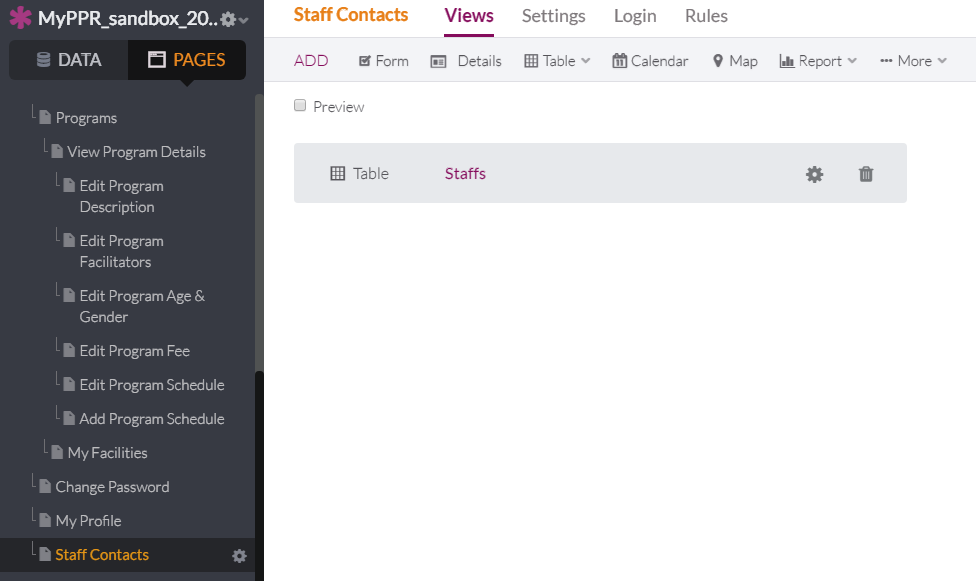 MyPPR_sandbox_20..
DATA
PAGES
Programs
View Program Details
Edit Program
Description
Edit Program
Facilitators
Edit Program Age &
Gender
Edit Program Fee
Edit Program Schedule
Add Program Schedule
My Facilities
Change Password
My Profile
Staff Contacts
Staff Contacts Views Settings Login Rules
ADD Form Details Table Calendar Map Report More
Preview
Table Staffs